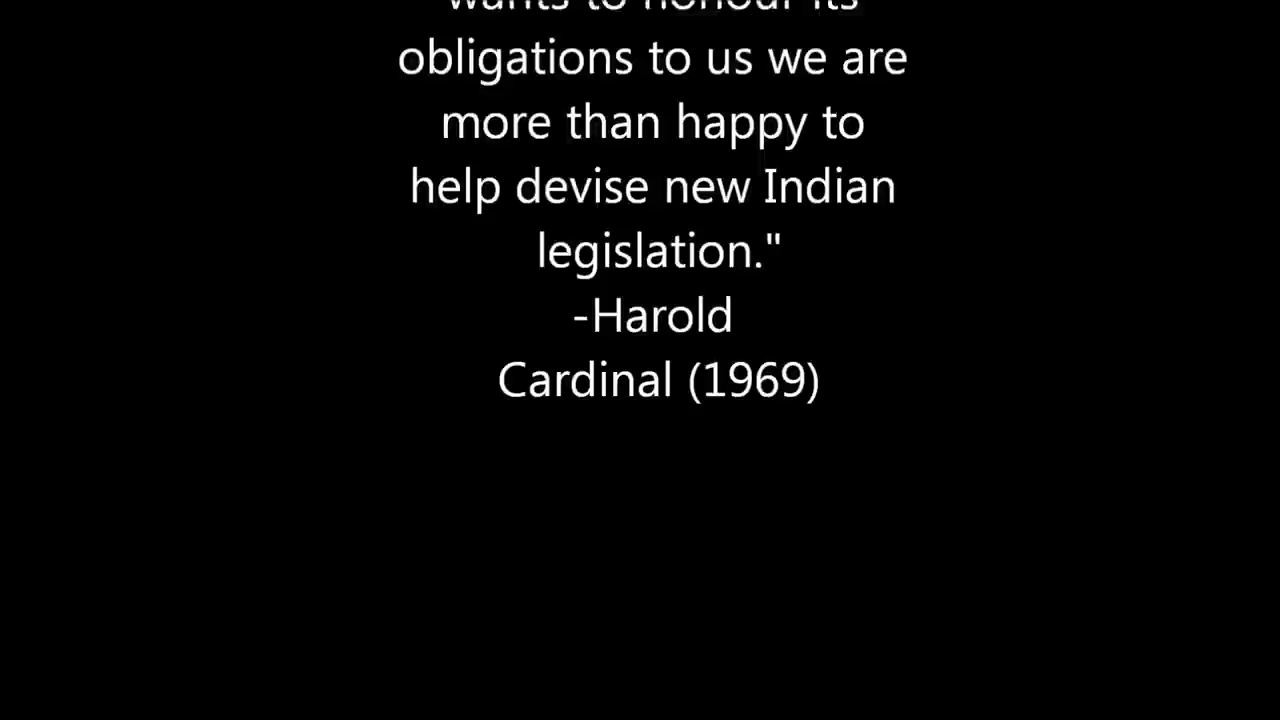 wants to honour its
obligations to us we are
more than happy to
help devise new Indian
legislation."
-Harold
Cardinal (1969)